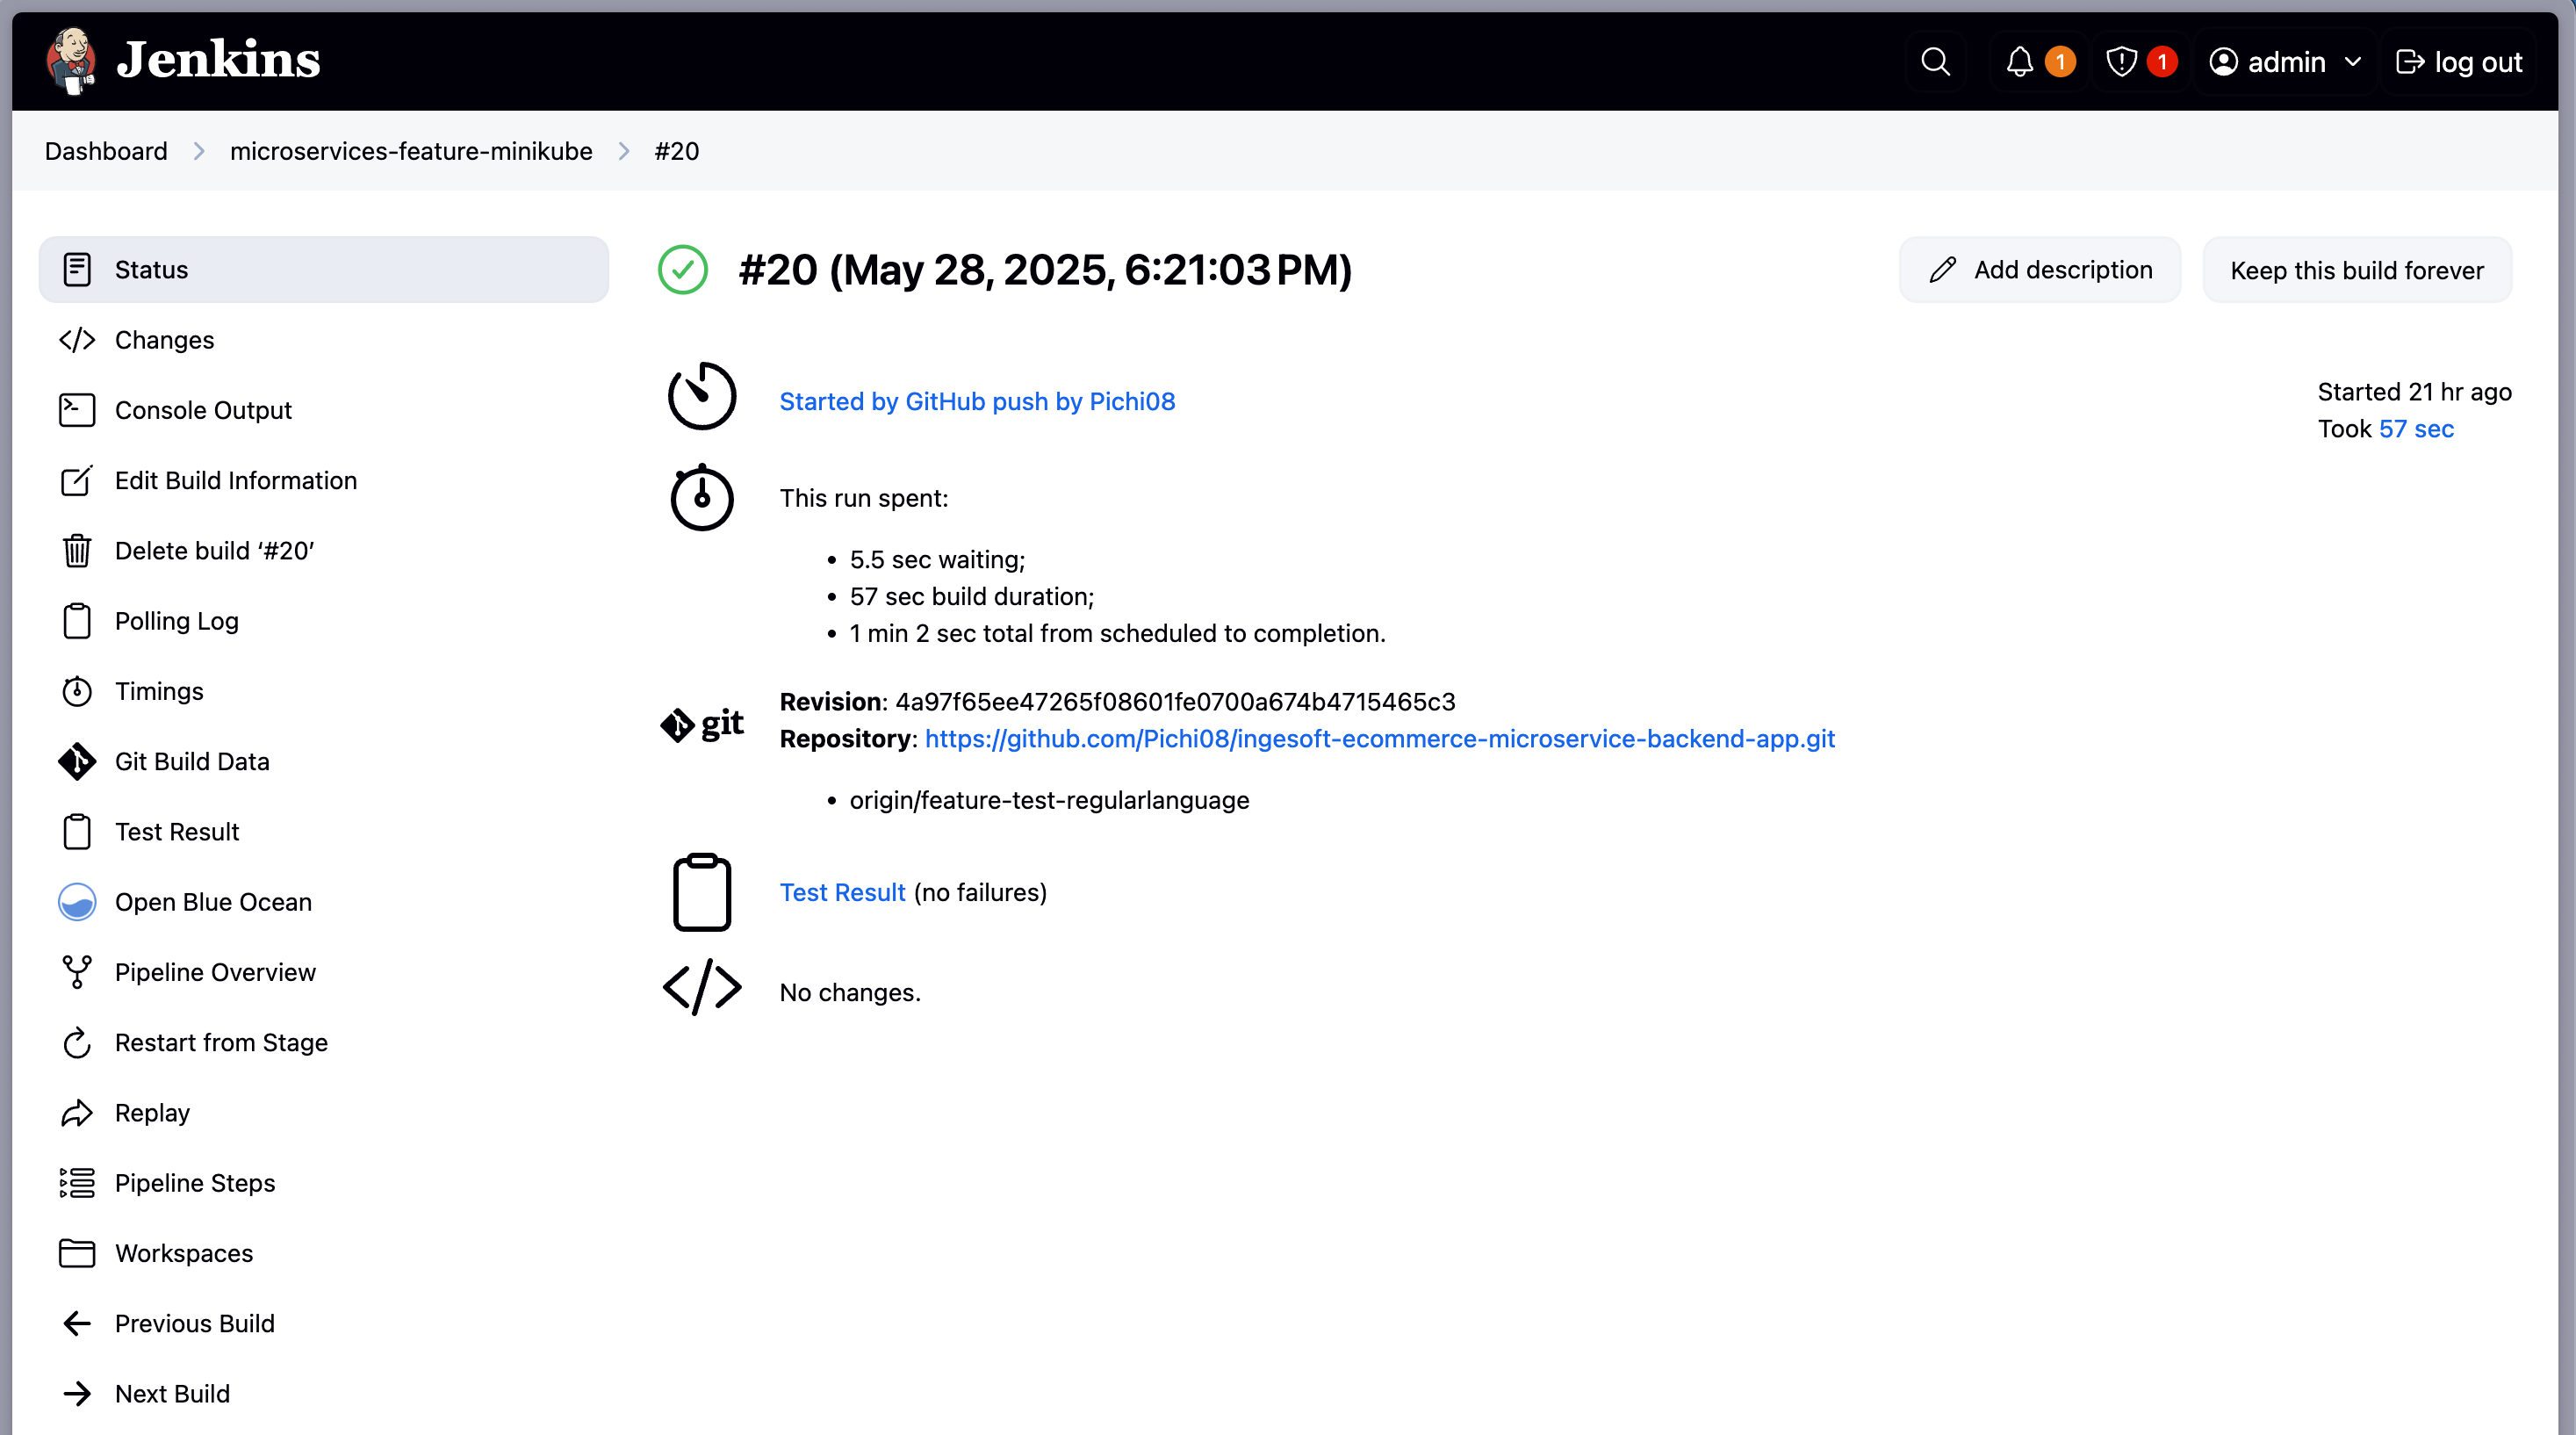 Jenkins
1
1
admin
log out
Dashboard
microservices-feature-minikube
#20
Status
Changes
Console Output
Edit Build Information
Delete build ‘#20’
Polling Log
Timings
Git Build Data
Test Result
Open Blue Ocean
Pipeline Overview
Restart from Stage
Replay
Pipeline Steps
Workspaces
Previous Build
Next Build
#20 (May 28, 2025, 6:21:03 PM)
Add description
Keep this build forever
Started by GitHub push by Pichi08
Started 21 hr ago
Took 57 sec
This run spent:
• 5.5 sec waiting;
• 57 sec build duration;
• 1 min 2 sec total from scheduled to completion.
git
Revision: 4a97f65ee47265f08601fe0700a674b4715465c3
Repository: https://github.com/Pichi08/ingesoft-ecommerce-microservice-backend-app.git
• origin/feature-test-regularlanguage
Test Result (no failures)
No changes.